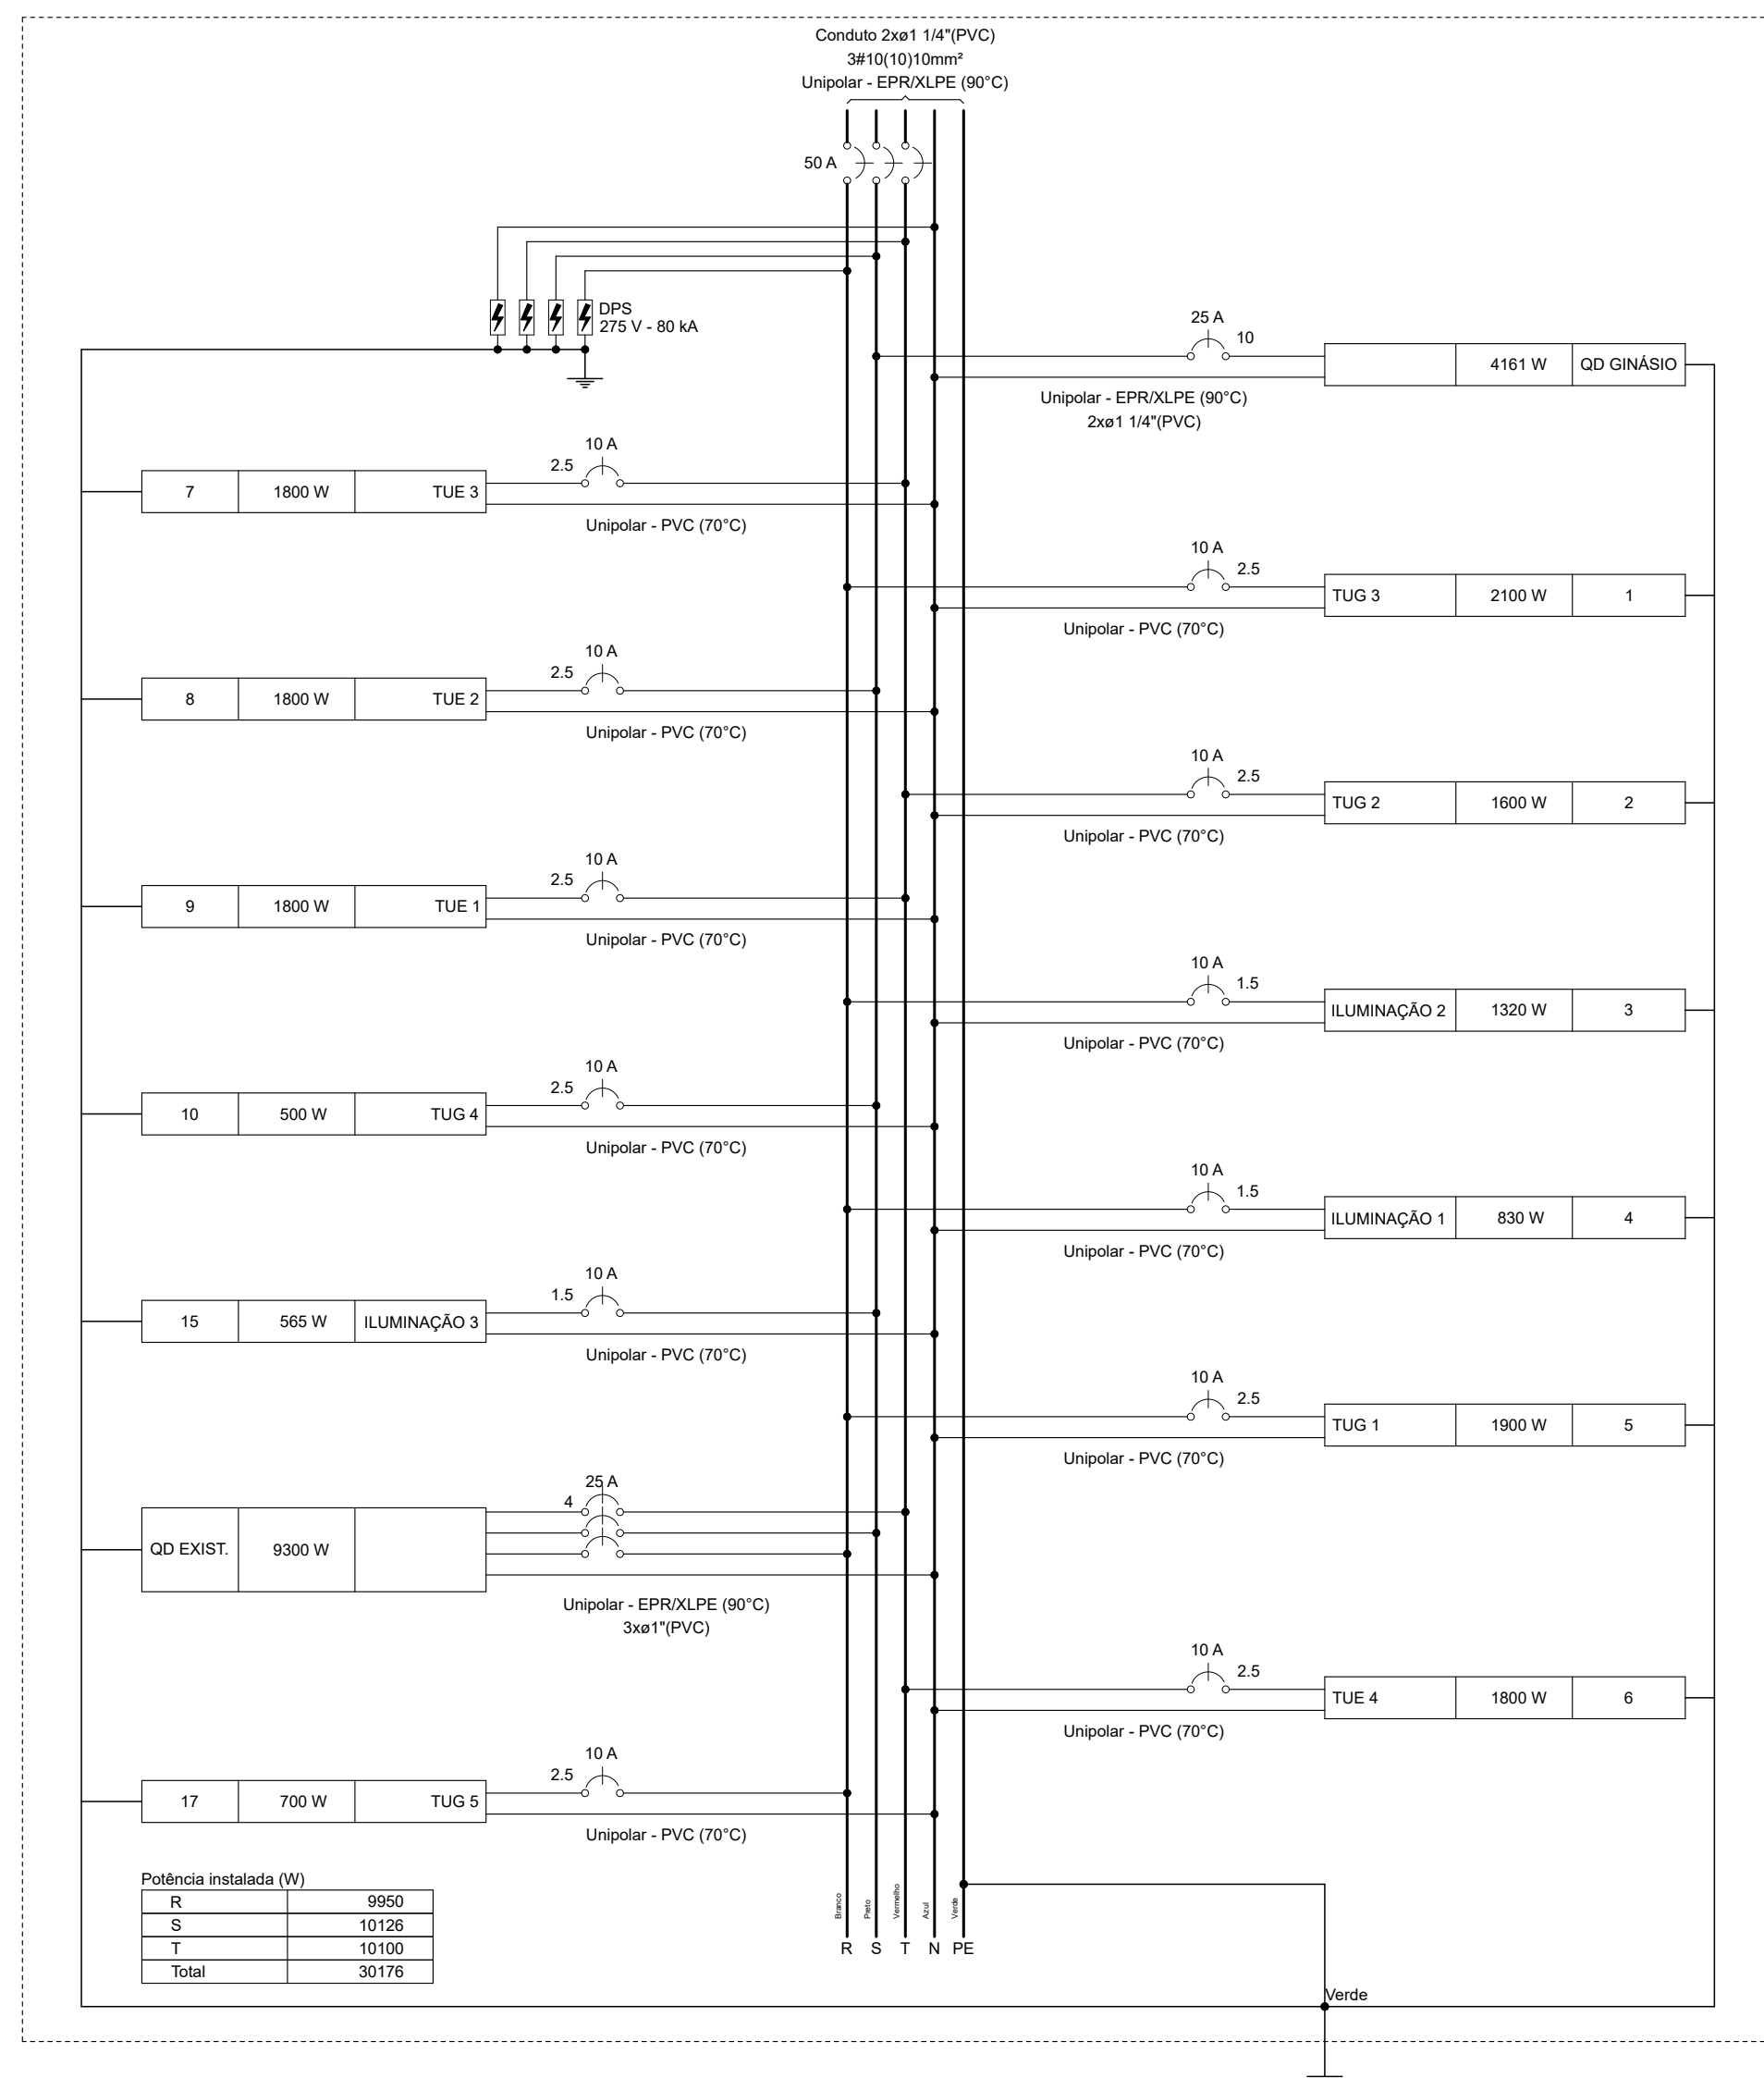 Conduto 2xø1 1/4"(PVC)
3#10(10)10mm²
Unipolar - EPR/XLPE (90°C)
50 A
DPS
275 V - 80 kA
25 A
10
4161 W QD GINÁSIO
Unipolar - EPR/XLPE (90°C)
2xø1 1/4"(PVC)
10 A
2.5
7 1800 W TUE 3
Unipolar - PVC (70°C)
10 A
2.5
TUG 3 2100 W 1
Unipolar - PVC (70°C)
10 A
2.5
8 1800 W TUE 2
Unipolar - PVC (70°C)
10 A
2.5
TUG 2 1600 W 2
Unipolar - PVC (70°C)
10 A
2.5
9 1800 W TUE 1
Unipolar - PVC (70°C)
10 A
1.5
ILUMINAÇÃO 2 1320 W 3
Unipolar - PVC (70°C)
10 A
2.5
10 500 W TUG 4
Unipolar - PVC (70°C)
10 A
1.5
ILUMINAÇÃO 1 830 W 4
Unipolar - PVC (70°C)
10 A
1.5
15 565 W ILUMINAÇÃO 3
Unipolar - PVC (70°C)
10 A
2.5
TUG 1 1900 W 5
Unipolar - PVC (70°C)
25 A
4
QD EXIST. 9300 W
Unipolar - EPR/XLPE (90°C)
3xø1"(PVC)
10 A
2.5
TUE 4 1800 W 6
Unipolar - PVC (70°C)
10 A
2.5
17 700 W TUG 5
Unipolar - PVC (70°C)
Potência instalada (W)
R 9950
S 10126
T 10100
Total 30176
Branco
Preto
Vermelho
Azul
Verde
R S T N PE
Verde